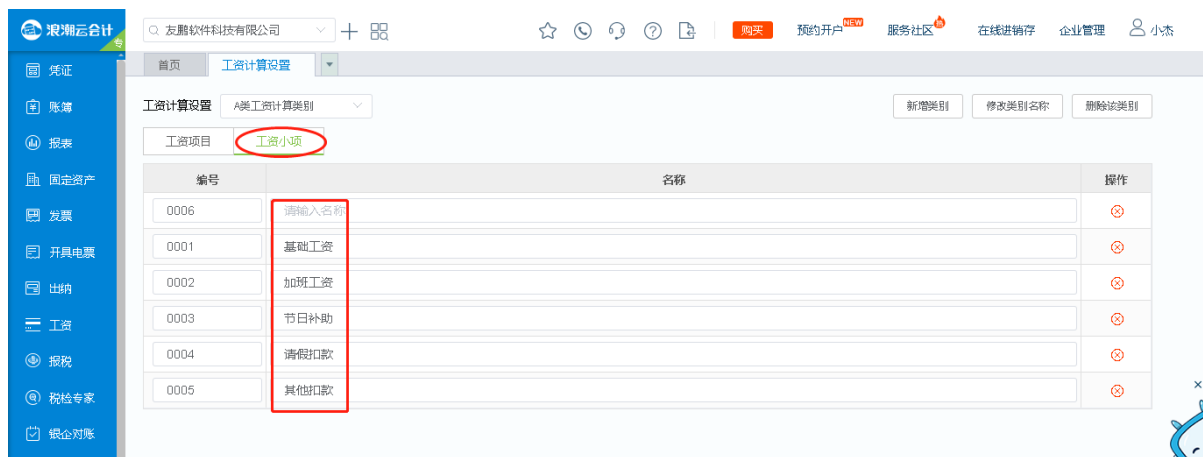 浪潮云会计 专
友鹏软件科技有限公司
购买 预约开户 NEW 服务社区 在线进销存 企业管理 小杰
首页 工资计算设置
工资计算设置 A类工资计算类别 新增类别 修改类别名称 删除该类别
工资项目 工资小项
编号 名称 操作
0006 请输入名称
0001 基础工资
0002 加班工资
0003 节日补助
0004 请假扣款
0005 其他扣款
凭证
账簿
报表
固定资产
发票
开具电票
出纳
工资
报税
税检专家
银企对账